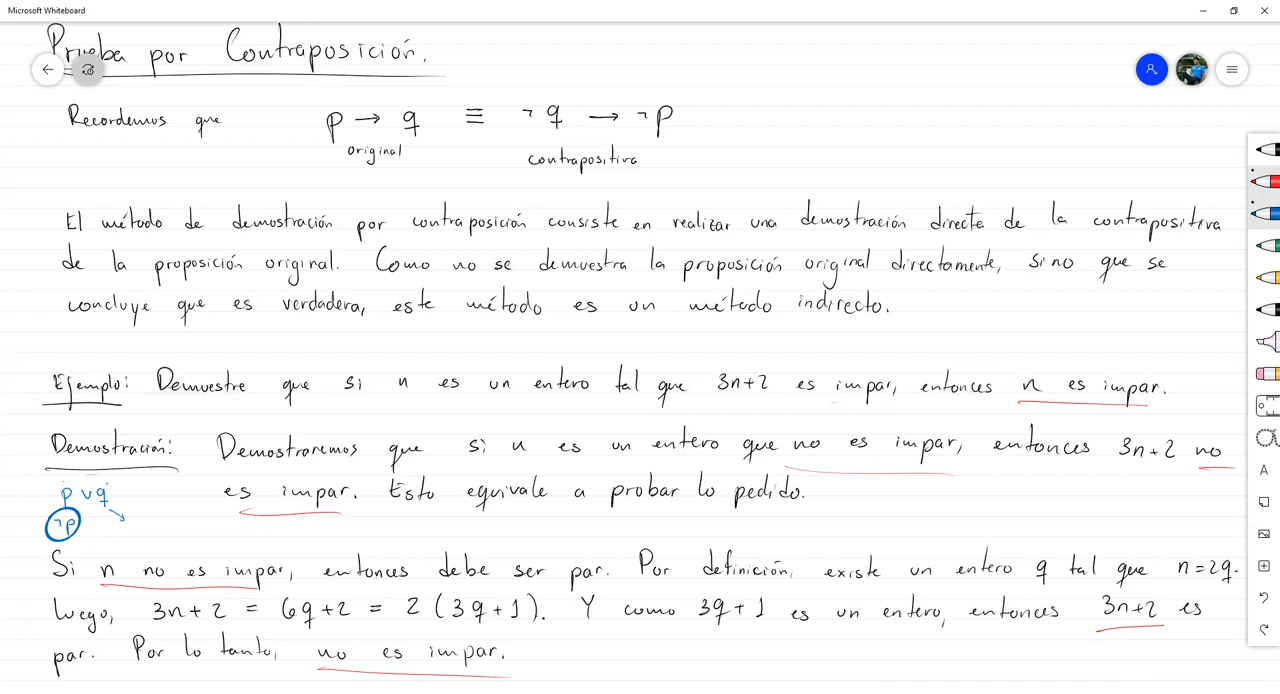 Microsoft Whiteboard
Prueba por Contraposición.
Recordemos que p → q ≡ ¬q → ¬p
original contrapositiva
El método de demostración por contraposición consiste en realizar una demostración directa de la contrapositiva
de la proposición original. Como no se demuestra la proposición original directamente, sino que se
concluye que es verdadera, este método es un método indirecto.
Ejemplo: Demuestre que si n es un entero tal que 3n+2 es impar, entonces n es impar.
Demostración: Demostraremos que si n es un entero que no es impar, entonces 3n+2 no
p ∨ q es impar. Esto equivale a probar lo pedido.
¬p
Si n no es impar, entonces debe ser par. Por definición, existe un entero q tal que n=2q.
Luego, 3n+2 = 6q+2 = 2(3q+1). Y como 3q+1 es un entero, entonces 3n+2 es
par. Por lo tanto, no es impar.
A